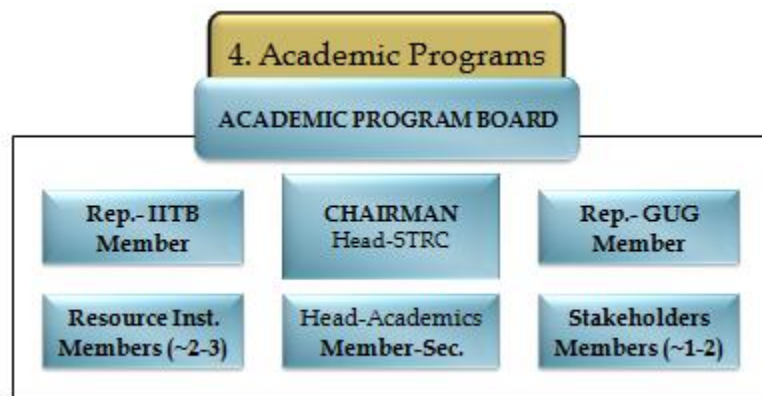 4. Academic Programs
ACADEMIC PROGRAM BOARD
Rep.- IITB
Member
CHAIRMAN
Head-STRC
Rep.- GUG
Member
Resource Inst.
Members (~2-3)
Head-Academics
Member-Sec.
Stakeholders
Members (~1-2)